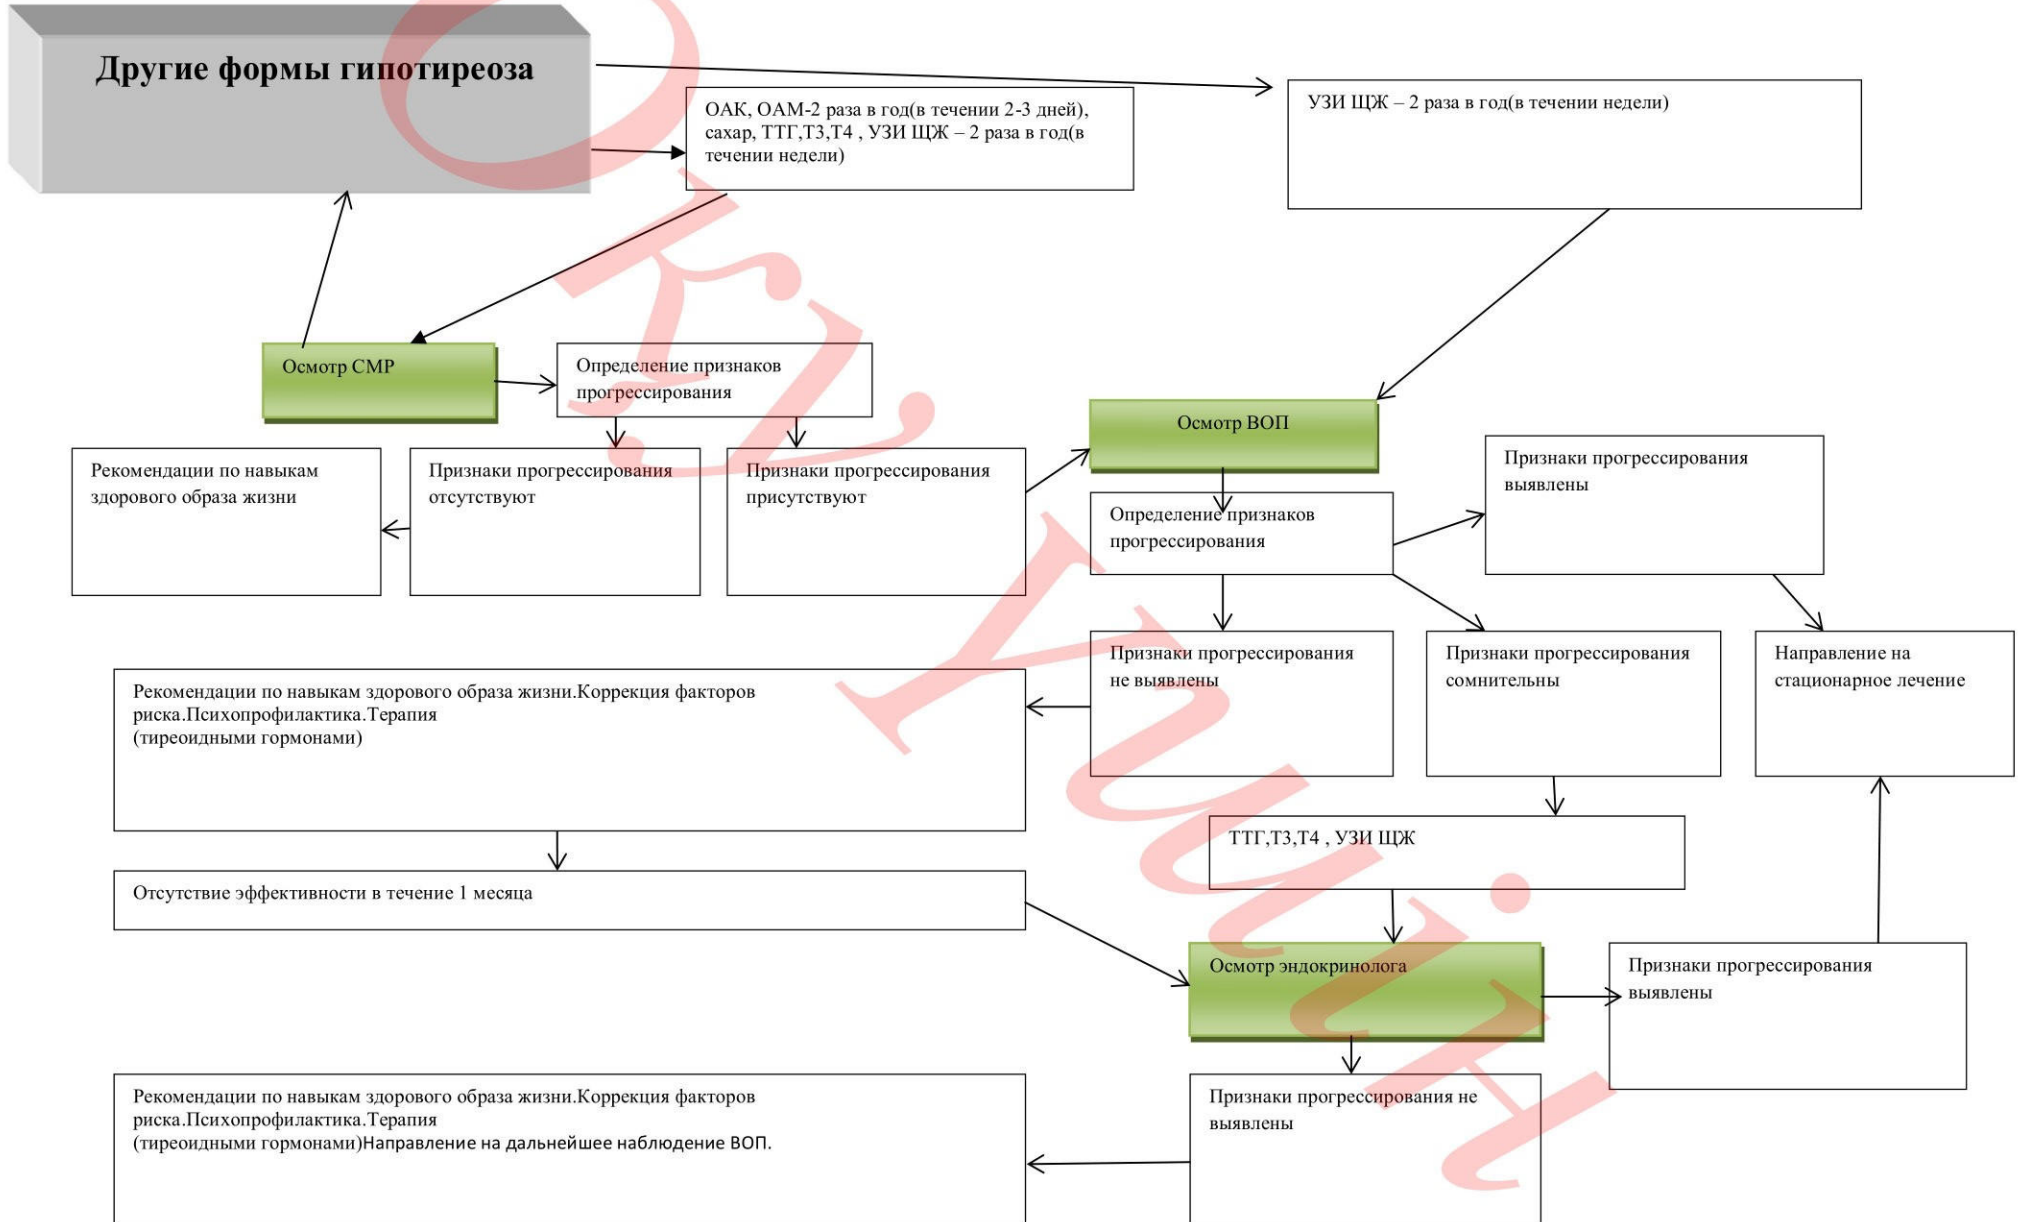 Другие формы гипотиреоза
ОАК, ОАМ-2 раза в год(в течении 2-3 дней),
сахар, ТТГ,Т3,Т4 , УЗИ ЩЖ – 2 раза в год(в
течении недели)
УЗИ ЩЖ – 2 раза в год(в течении недели)
Осмотр СМР
Определение признаков
прогрессирования
Осмотр ВОП
Рекомендации по навыкам
здорового образа жизни
Признаки прогрессирования
отсутствуют
Признаки прогрессирования
присутствуют
Определение признаков
прогрессирования
Признаки прогрессирования
выявлены
Признаки прогрессирования
не выявлены
Признаки прогрессирования
сомнительны
Направление на
стационарное лечение
Рекомендации по навыкам здорового образа жизни.Коррекция факторов
риска.Психопрофилактика.Терапия
(тиреоидными гормонами)
ТТГ,Т3,Т4 , УЗИ ЩЖ
Отсутствие эффективности в течение 1 месяца
Осмотр эндокринолога
Признаки прогрессирования
выявлены
Рекомендации по навыкам здорового образа жизни.Коррекция факторов
риска.Психопрофилактика.Терапия
(тиреоидными гормонами)Направление на дальнейшее наблюдение ВОП.
Признаки прогрессирования не
выявлены